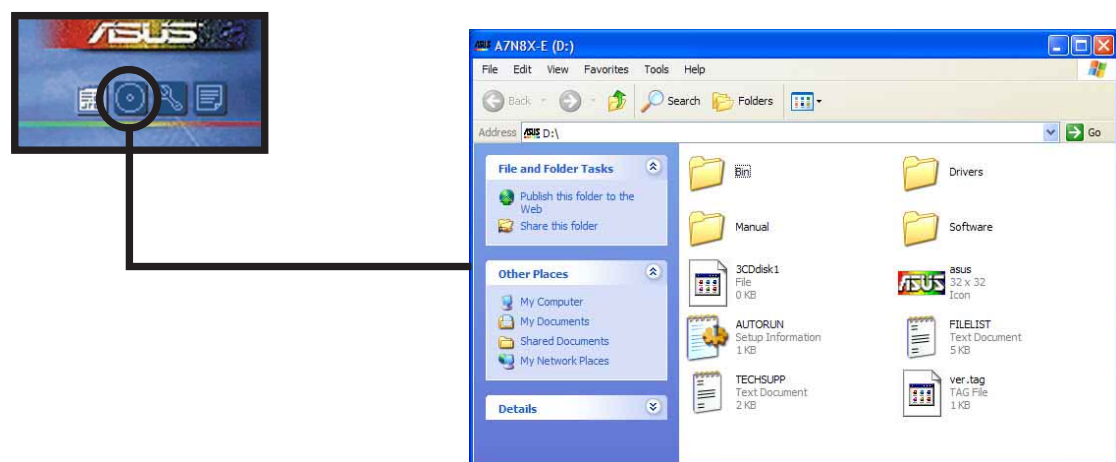 ASUS
ASUS A7N8X-E (D:)
File Edit View Favorites Tools Help
Back Search Folders
Address ASUS D:\ Go
File and Folder Tasks
Publish this folder to the
Web
Share this folder
Other Places
My Computer
My Documents
Shared Documents
My Network Places
Details
Bin
Drivers
Manual
Software
3CDdisk1
File
0 KB
ASUS
asus
32 x 32
Icon
AUTORUN
Setup Information
1 KB
FILELIST
Text Document
5 KB
TECHSUPP
Text Document
2 KB
ver.tag
TAG File
1 KB